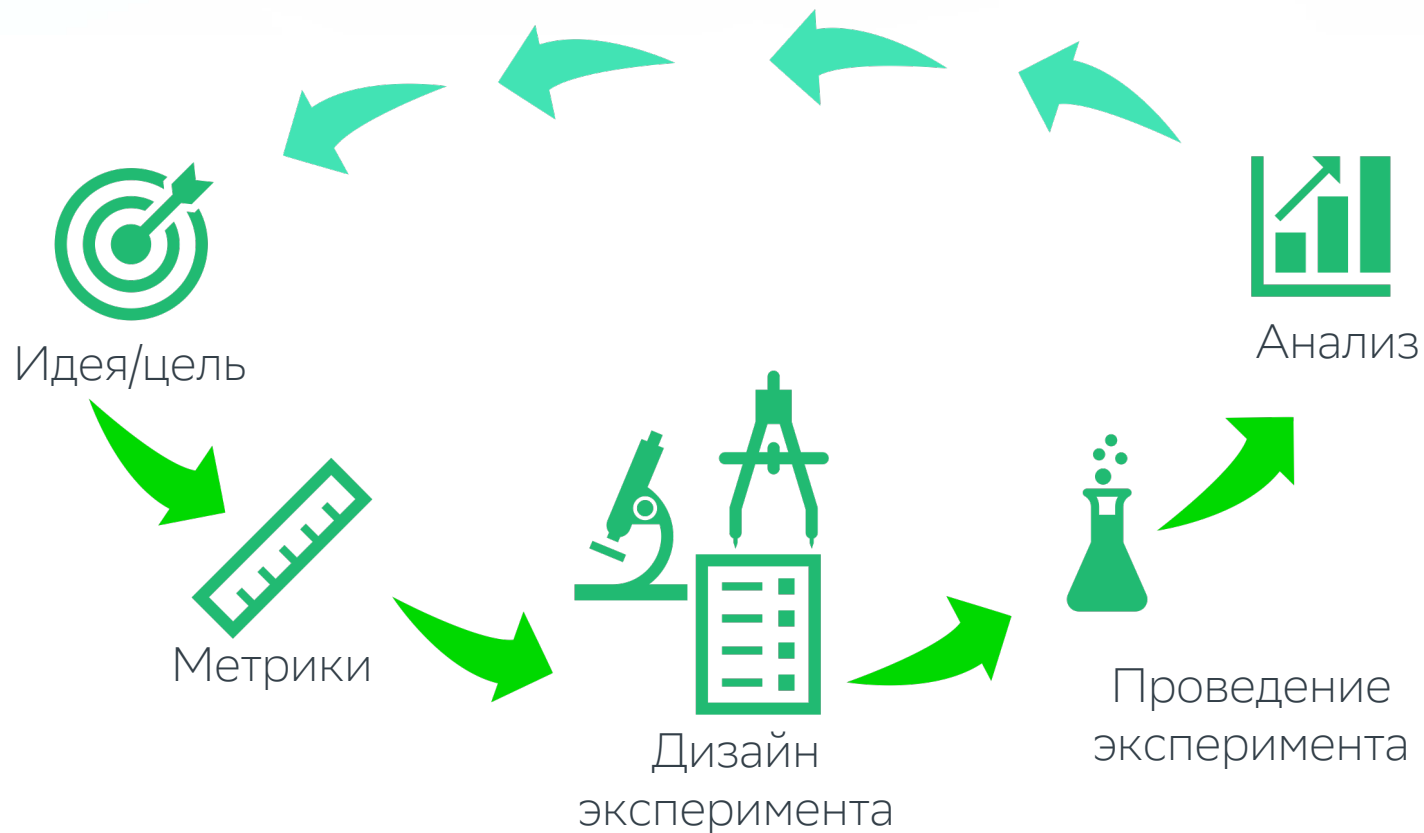 Идея/цель
Метрики
Дизайн
эксперимента
Проведение
эксперимента
Анализ